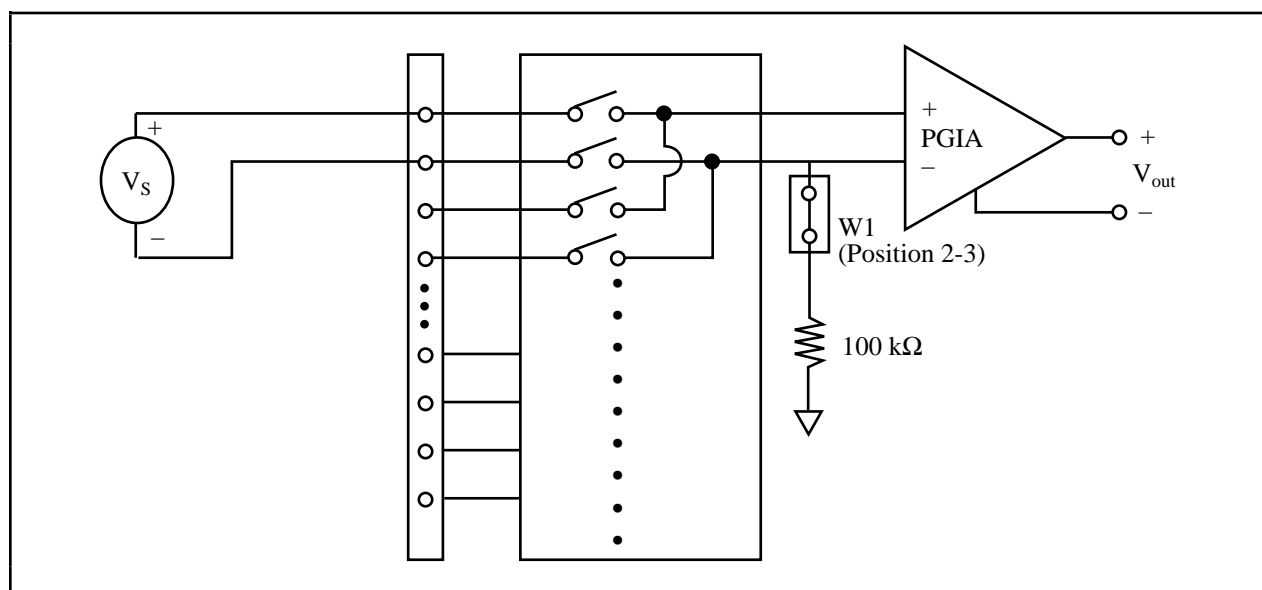 +
V_S
−
+
PGIA
−
+
V_out
−
W1
(Position 2-3)
100 kΩ